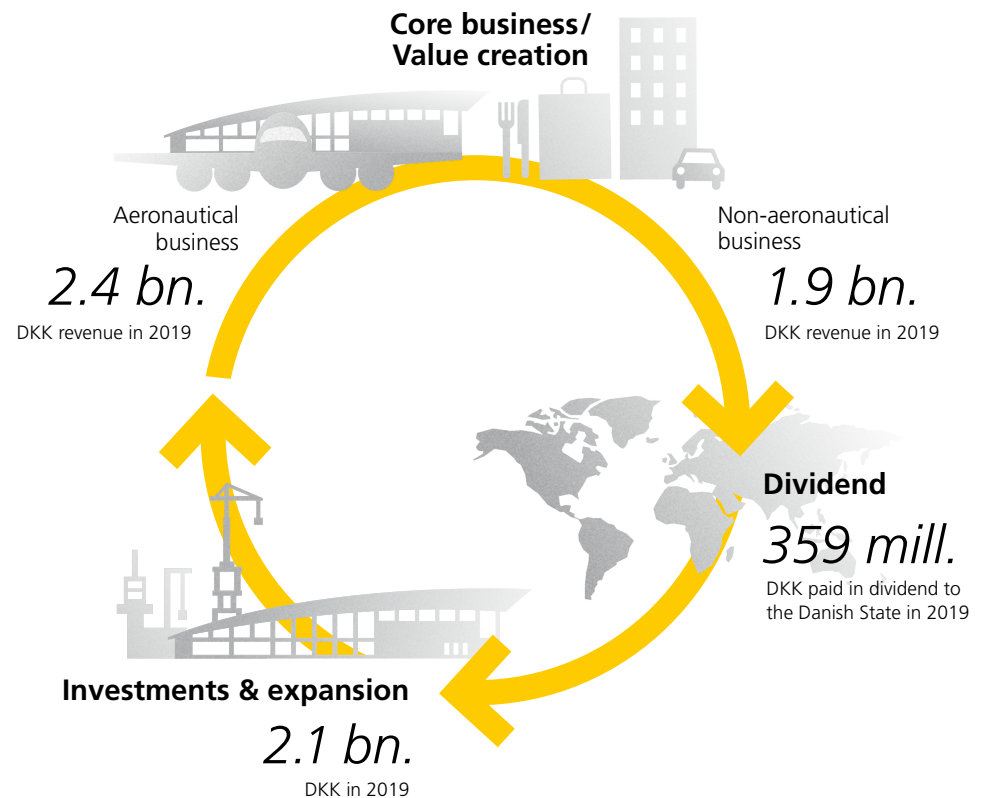 Core business/
Value creation
Aeronautical
business
2.4 bn.
DKK revenue in 2019
Non-aeronautical
business
1.9 bn.
DKK revenue in 2019
Dividend
359 mill.
DKK paid in dividend to
the Danish State in 2019
Investments & expansion
2.1 bn.
DKK in 2019